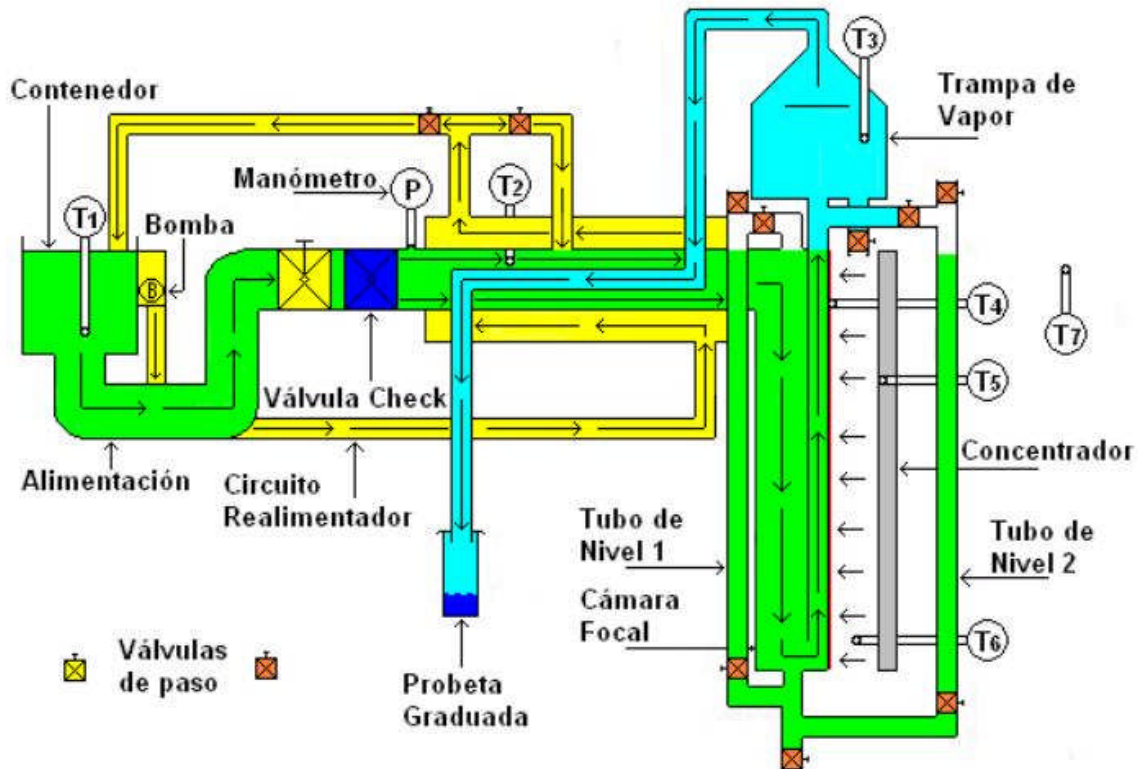 T3
Contenedor
Trampa de
Vapor
Manómetro
P
T2
T1
Bomba
B
T4
T7
T5
Válvula Check
Concentrador
Alimentación
Circuito
Realimentador
Tubo de
Nivel 1
Tubo de
Nivel 2
Cámara
Focal
T6
Válvulas
de paso
Probeta
Graduada